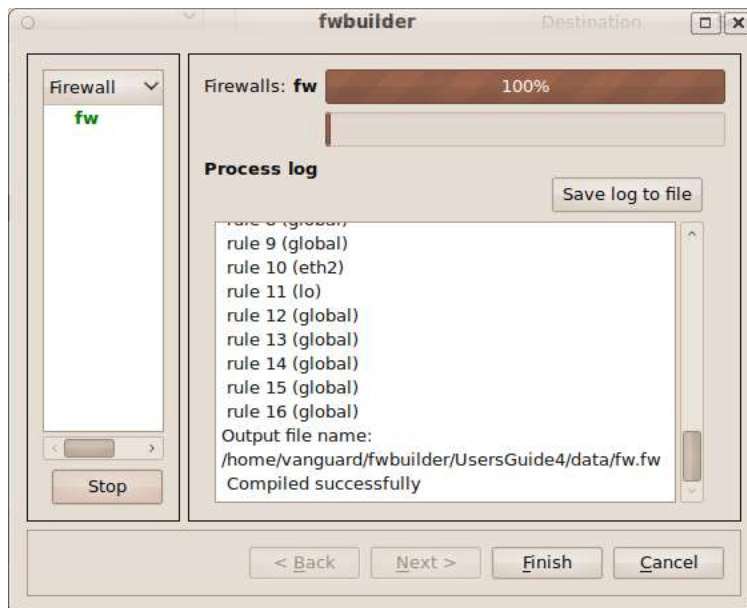 fwbuilder
Destination
Firewall
fw
Stop
Firewalls: fw
100%
Process log
Save log to file
rule 9 (global)
rule 10 (eth2)
rule 11 (lo)
rule 12 (global)
rule 13 (global)
rule 14 (global)
rule 15 (global)
rule 16 (global)
Output file name:
/home/vanguard/fwbuilder/UsersGuide4/data/fw.fw
Compiled successfully
< Back
Next >
Finish
Cancel